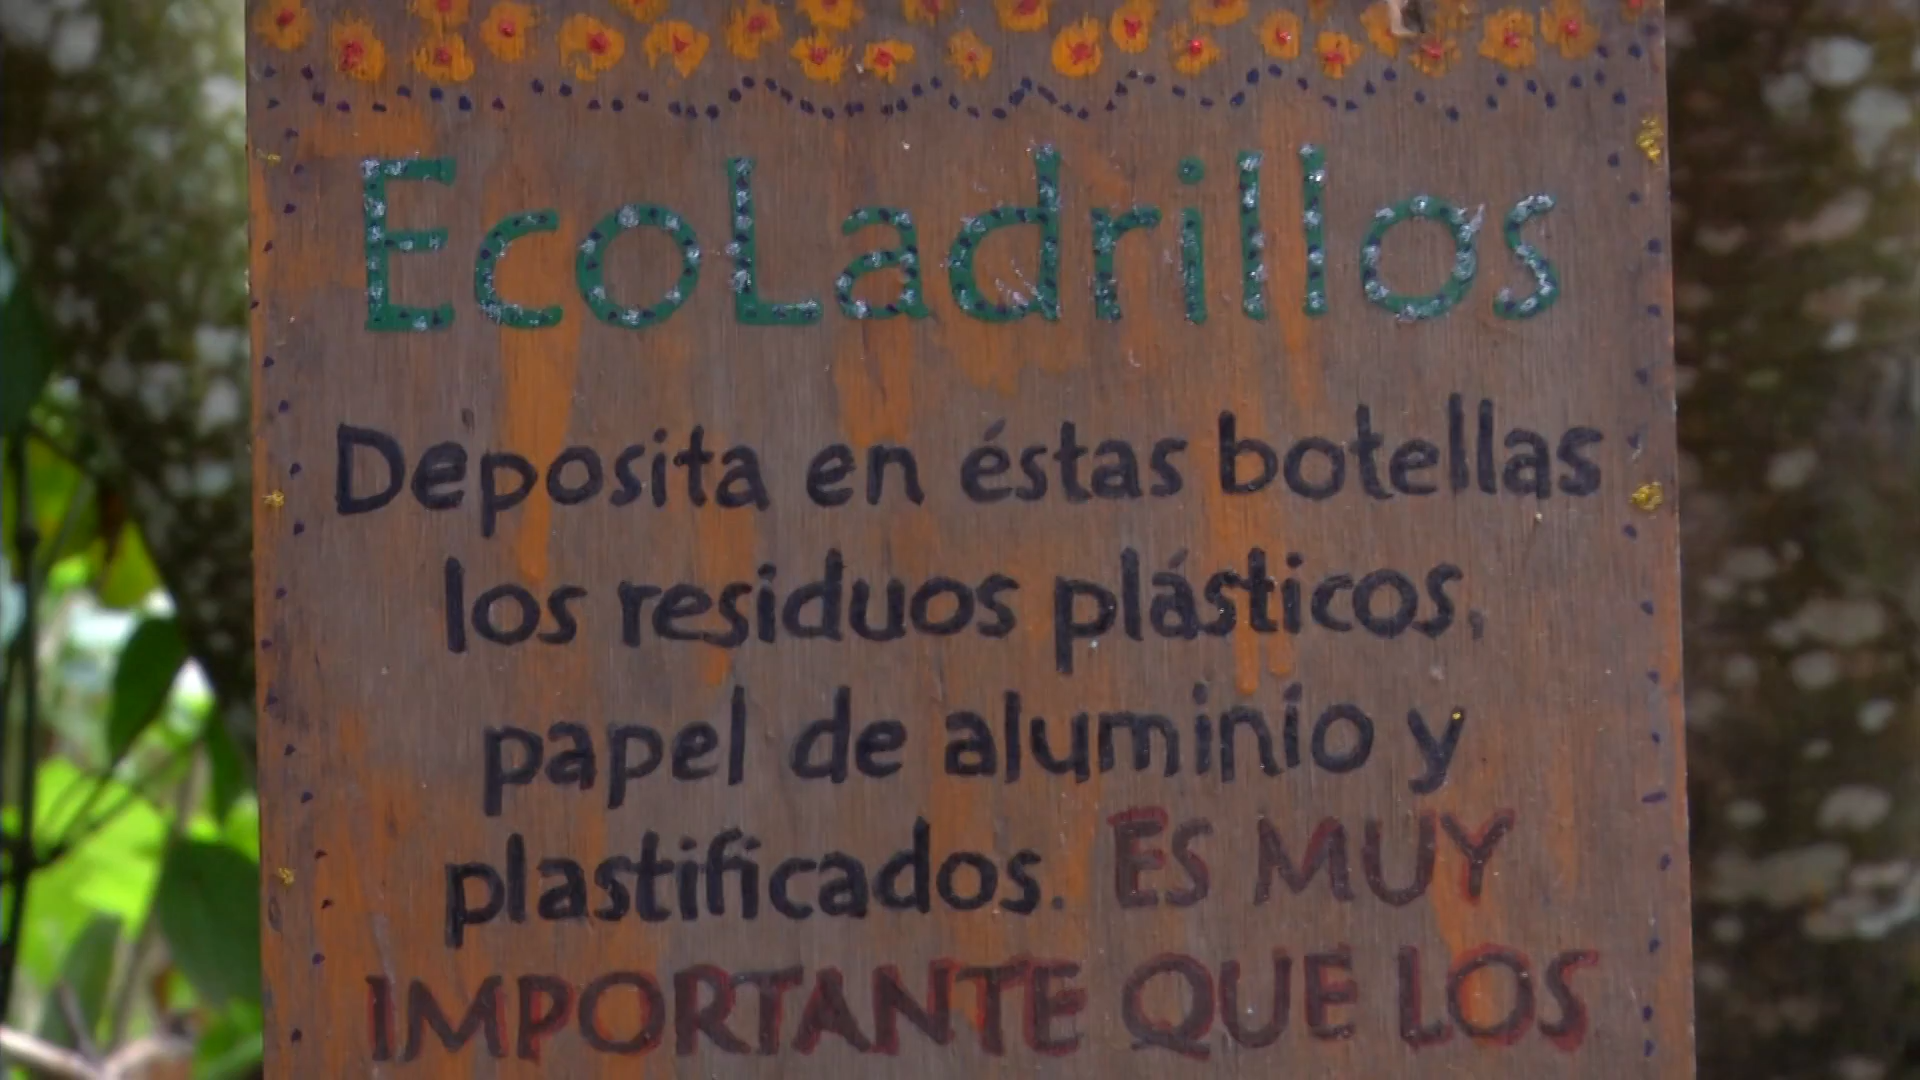 EcoLadrillos
Deposita en éstas botellas
los residuos plásticos,
papel de aluminio y
plastificados. ES MUY
IMPORTANTE QUE LOS